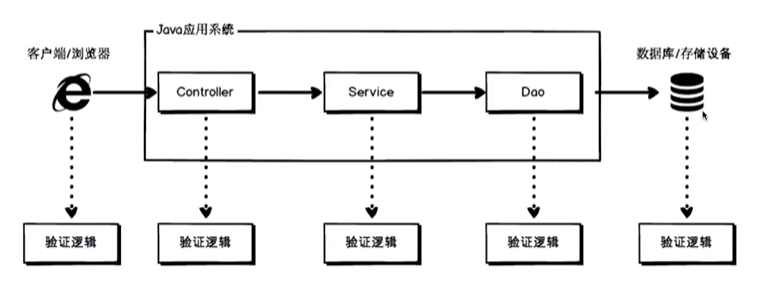 Java应用系统
客户端/浏览器
数据库/存储设备
Controller
Service
Dao
验证逻辑
验证逻辑
验证逻辑
验证逻辑
验证逻辑